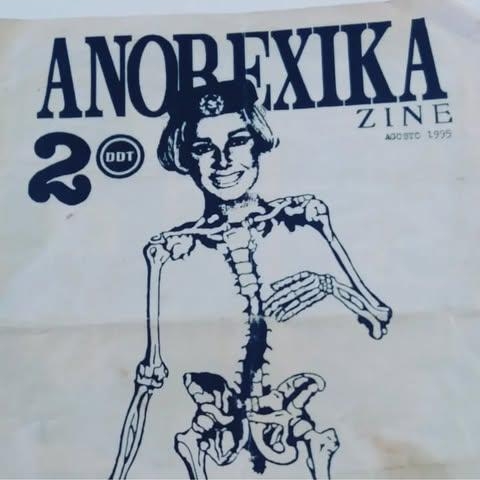 ANOREXIKA
ZINE
AGOSTO 1995
2 DDT